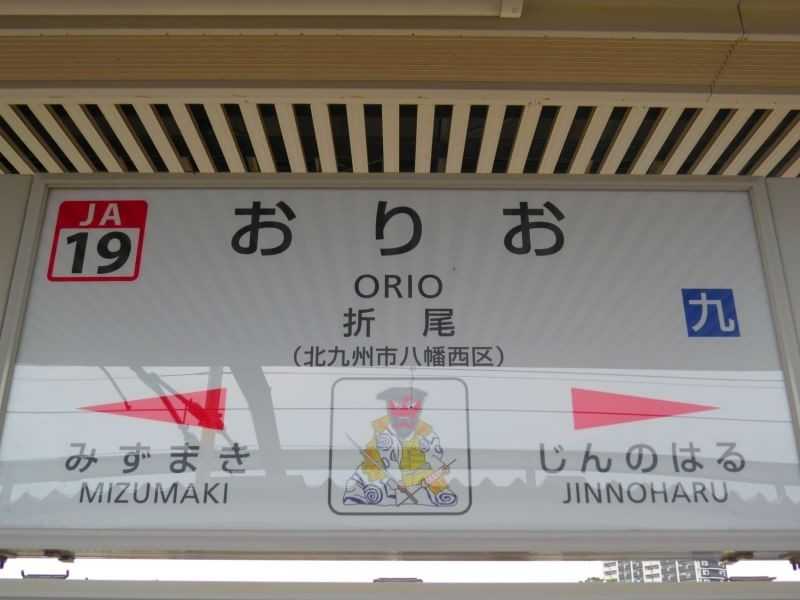 JA
19
おりお
ORIO
折尾
九
（北九州市八幡西区）
みずまき
MIZUMAKI
じんのはる
JINNOHARU